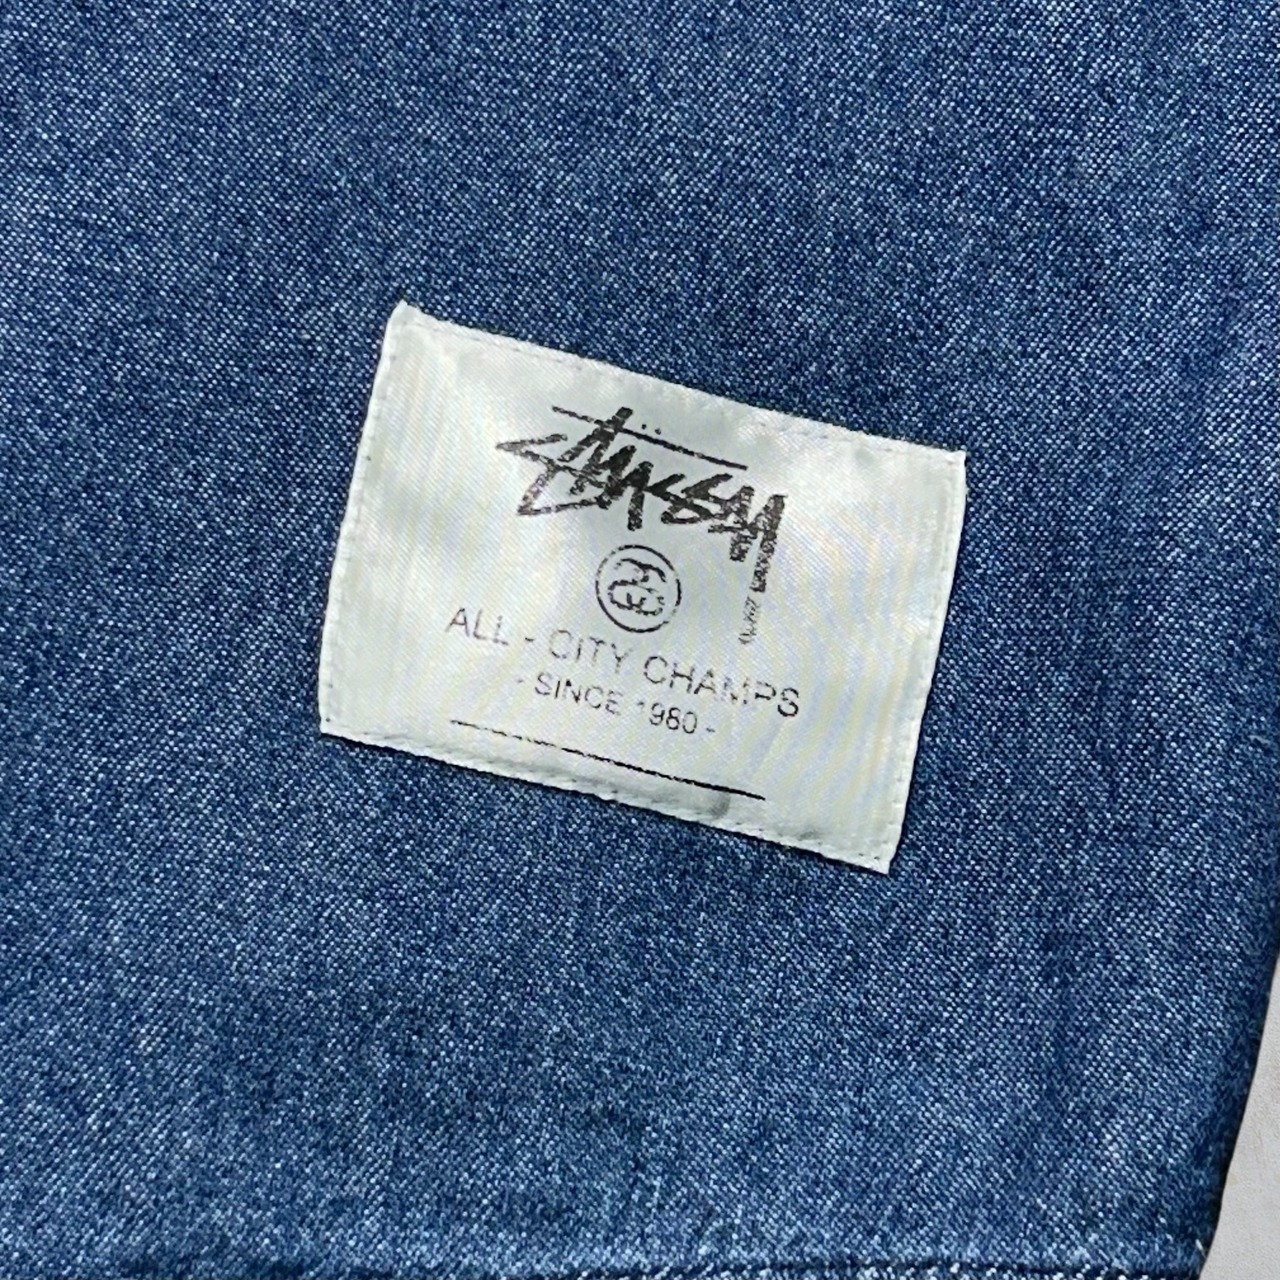 STÜSSY
ALL - CITY CHAMPS
- SINCE 1980 -